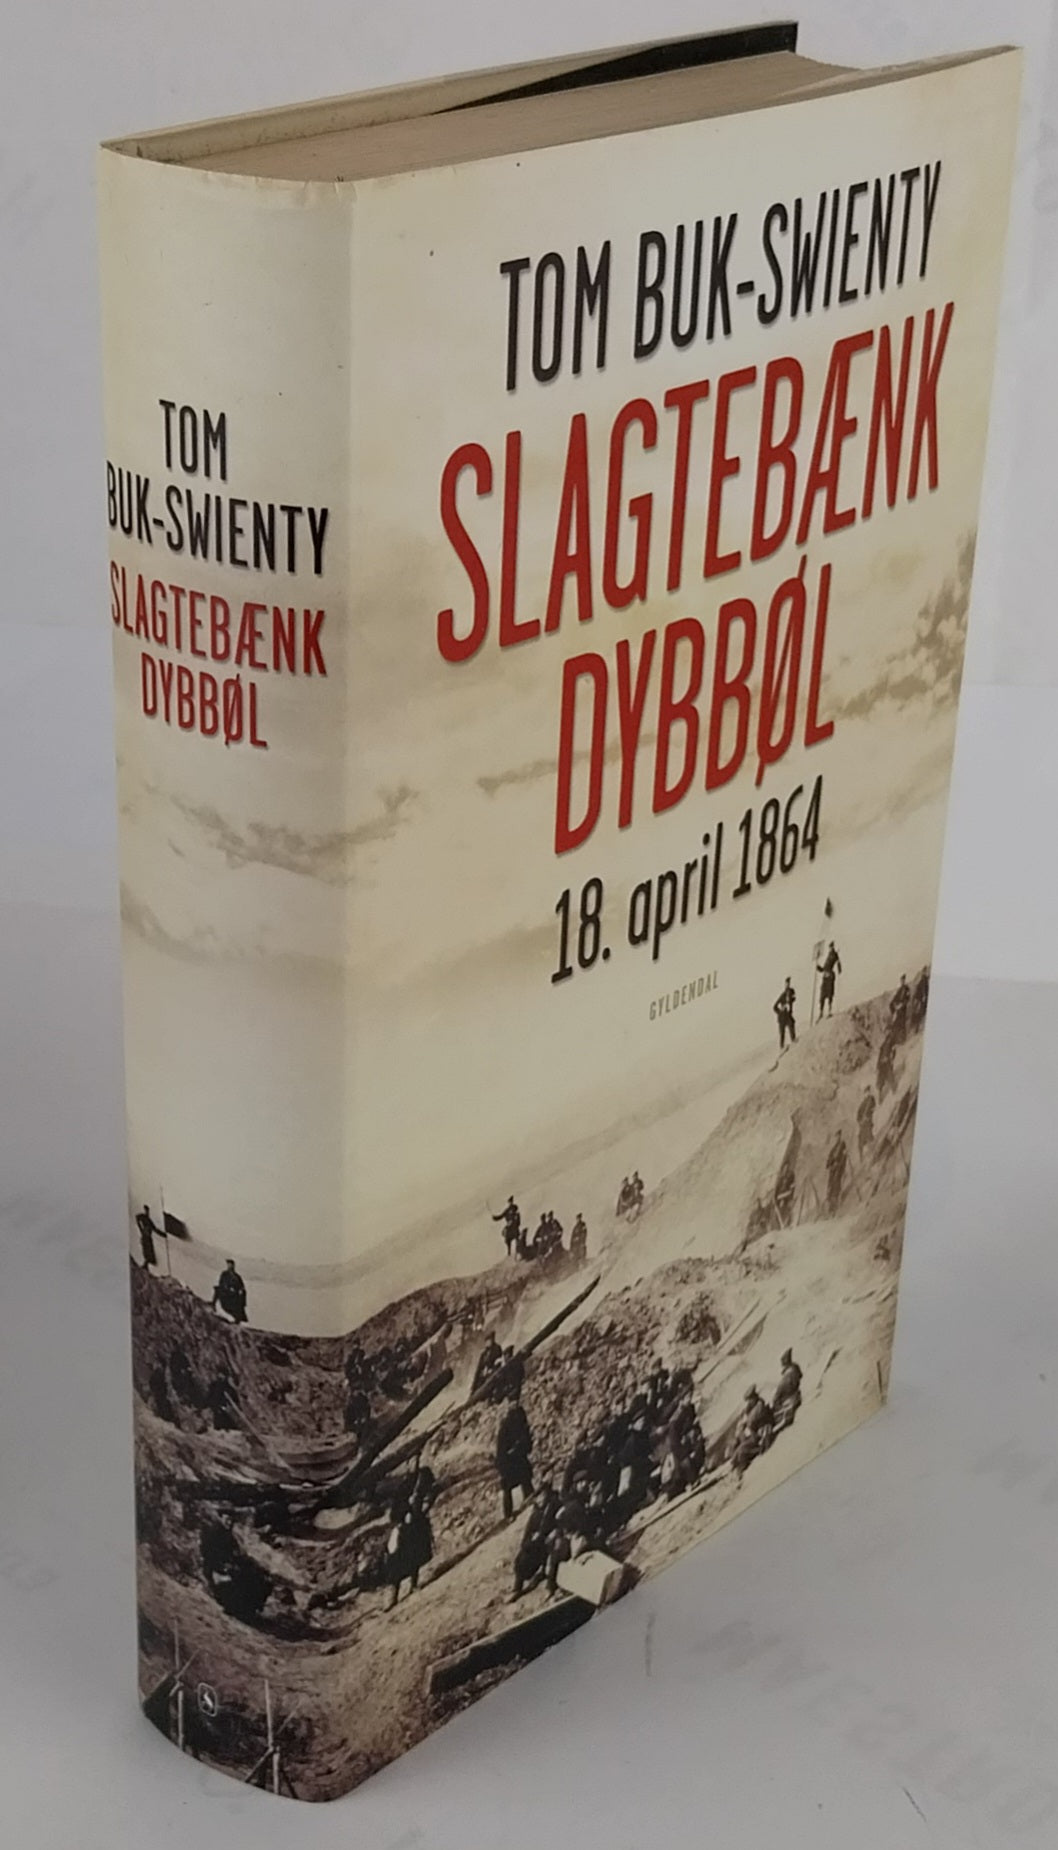 TOM
BUK-SWIENTY
SLAGTEBÆNK
DYBBØL
TOM BUK-SWIENTY
SLAGTEBÆNK
DYBBØL
18. april 1864
GYLDENDAL